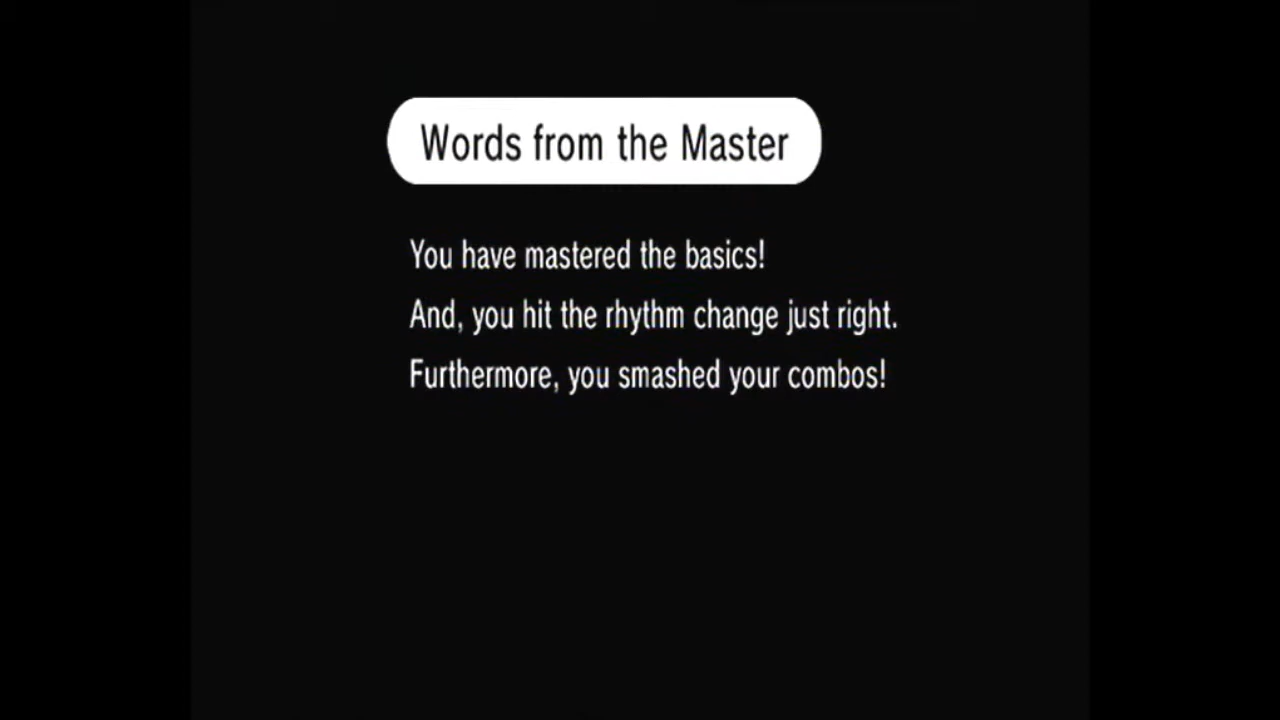 Words from the Master
You have mastered the basics!
And, you hit the rhythm change just right.
Furthermore, you smashed your combos!